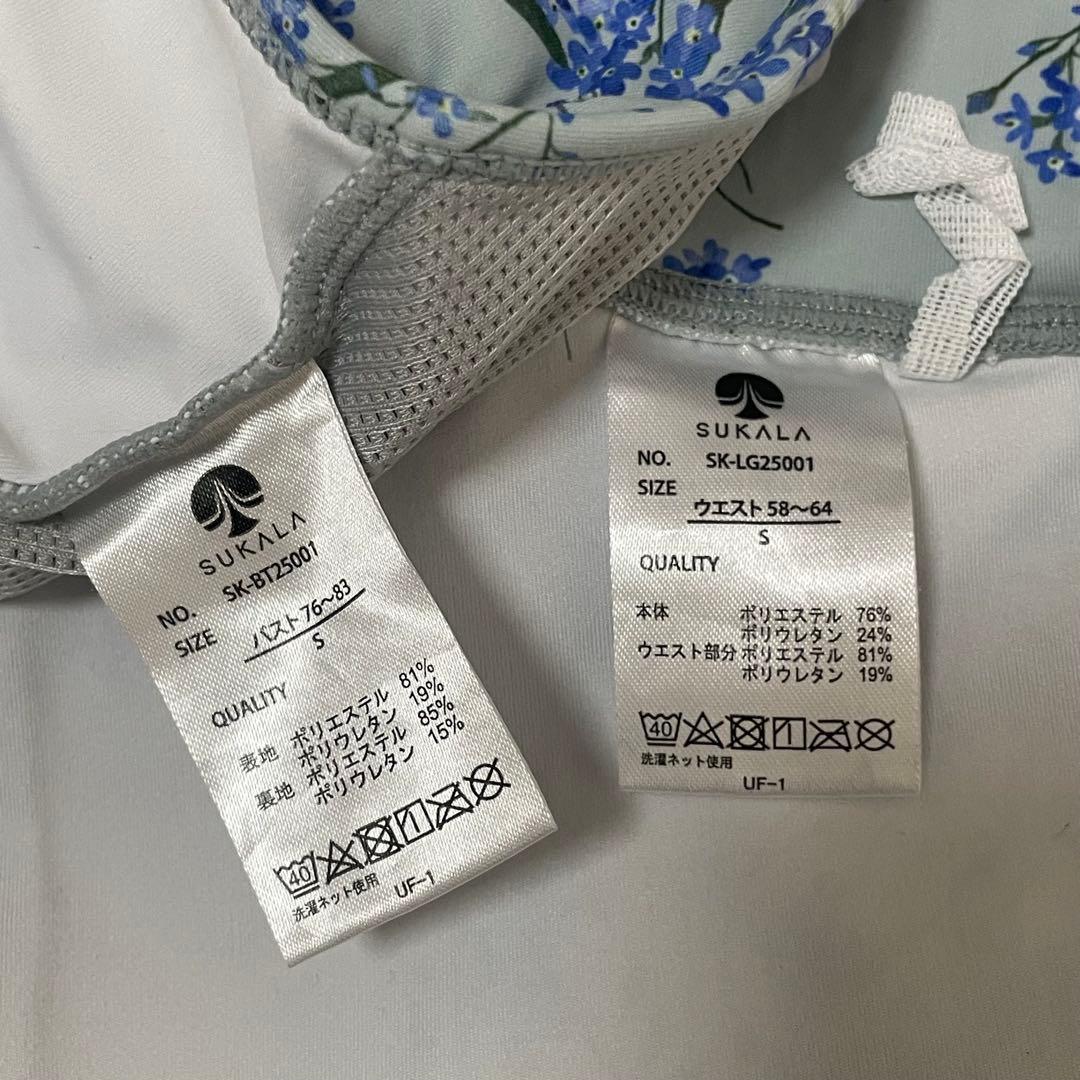 SUKALA
NO. SK-BT25001
SIZE バスト 76〜83
S
QUALITY
表地 ポリエステル 81%
ポリウレタン 19%
裏地 ポリエステル 85%
ポリウレタン 15%
40
洗濯ネット使用
UF-1
SUKALA
NO. SK-LG25001
SIZE
ウエスト 58〜64
S
QUALITY
本体 ポリエステル 76%
ポリウレタン 24%
ウエスト部分 ポリエステル 81%
ポリウレタン 19%
40
洗濯ネット使用
UF-1